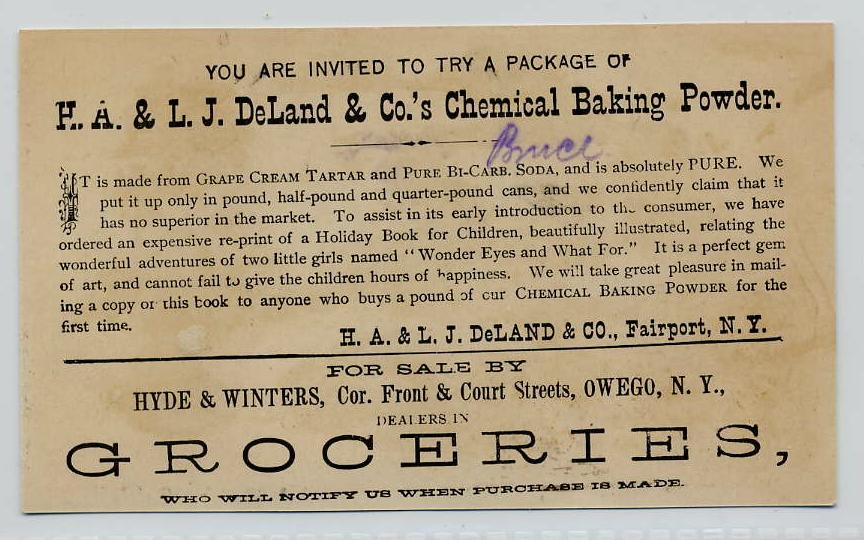 YOU ARE INVITED TO TRY A PACKAGE OF
H. A. & L. J. DeLand & Co.'s Chemical Baking Powder.
Bruce
IT is made from GRAPE CREAM TARTAR and PURE BI-CARB. SODA, and is absolutely PURE. We
put it up only in pound, half-pound and quarter-pound cans, and we confidently claim that it
has no superior in the market. To assist in its early introduction to the consumer, we have
ordered an expensive re-print of a Holiday Book for Children, beautifully illustrated, relating the
wonderful adventures of two little girls named "Wonder Eyes and What For." It is a perfect gem
of art, and cannot fail to give the children hours of happiness. We will take great pleasure in mail-
ing a copy of this book to anyone who buys a pound of our CHEMICAL BAKING POWDER for the
first time.
H. A. & L. J. DeLAND & CO., Fairport, N. Y.
FOR SALE BY
HYDE & WINTERS, Cor. Front & Court Streets, OWEGO, N. Y.,
DEALERS IN
GROCERIES,
WHO WILL NOTIFY US WHEN PURCHASE IS MADE.